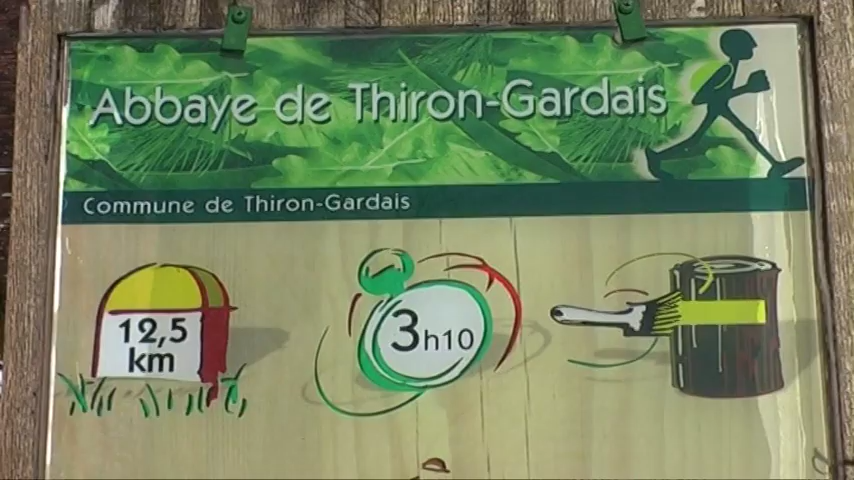 Abbaye de Thiron-Gardais
Commune de Thiron-Gardais
12,5
km
3h10